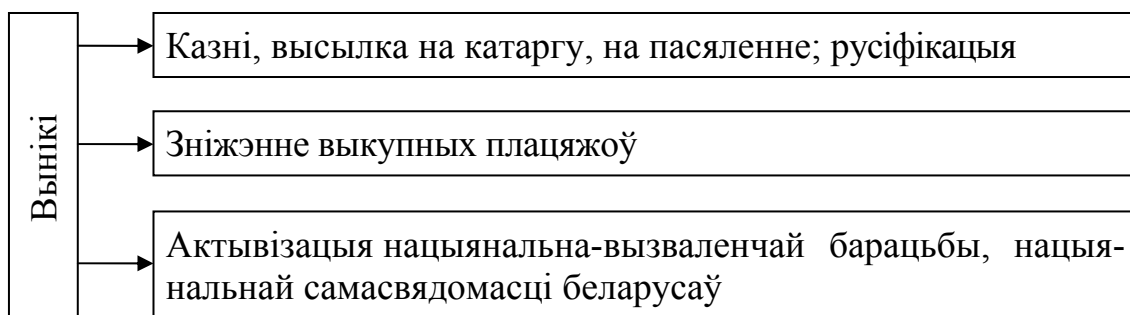 Вынікі
Казні, высылка на катаргу, на пасяленне; русіфікацыя
Зніжэнне выкупных плацяжоў
Актывізацыя нацыянальна-вызваленчай барацьбы, нацыя-
нальнай самасвядомасці беларусаў